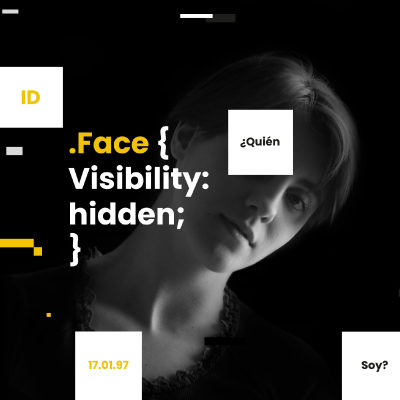 ID
.Face {
¿Quién
Visibility:
hidden;
}
17.01.97
Soy?